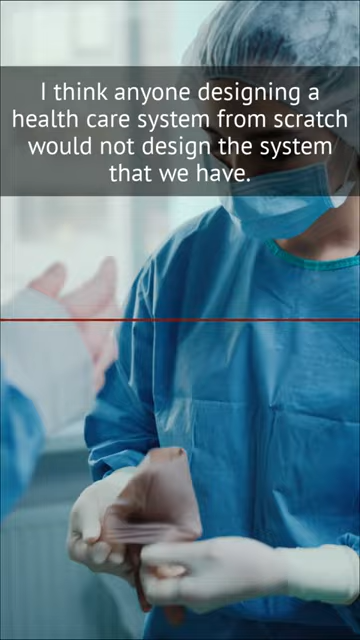 I think anyone designing a
health care system from scratch
would not design the system
that we have.